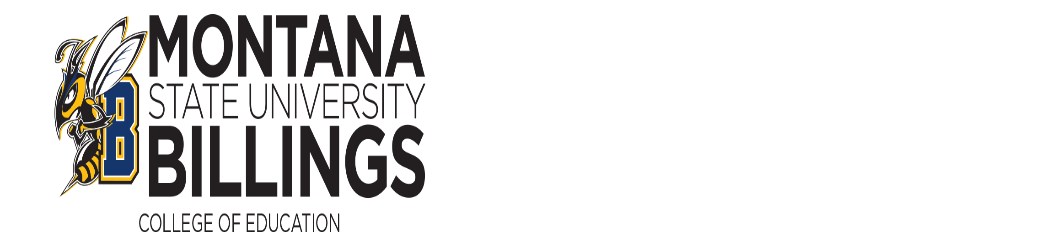 MONTANA
STATE UNIVERSITY
B
BILLINGS
COLLEGE OF EDUCATION